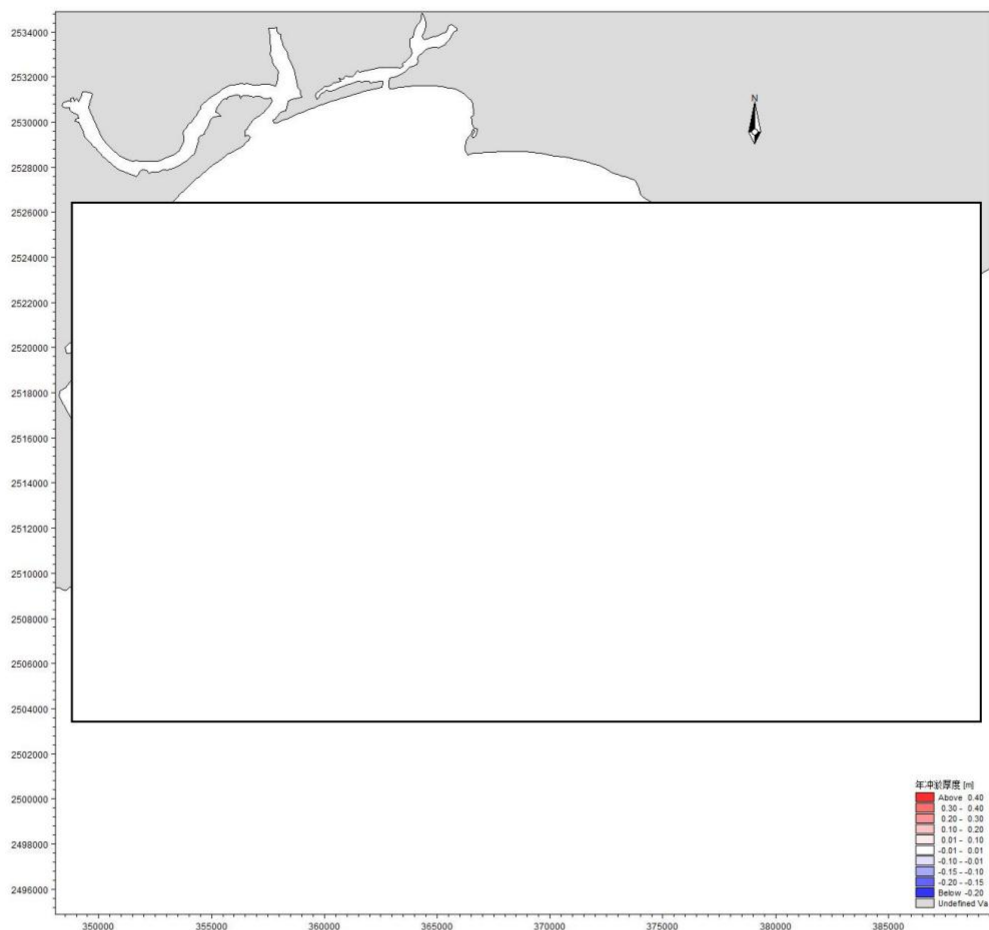 2534000
2532000
2530000
N
2528000
2526000
2524000
2522000
2520000
2518000
2516000
2514000
2512000
2510000
2508000
2506000
2504000
2502000
2500000
2498000
2496000
年冲淤厚度 [m]
Above 0.40
0.30 - 0.40
0.20 - 0.30
0.10 - 0.20
0.01 - 0.10
-0.01 - 0.01
-0.10 - -0.01
-0.15 - -0.10
-0.20 - -0.15
Below -0.20
Undefined Va
350000 355000 360000 365000 370000 375000 380000 385000